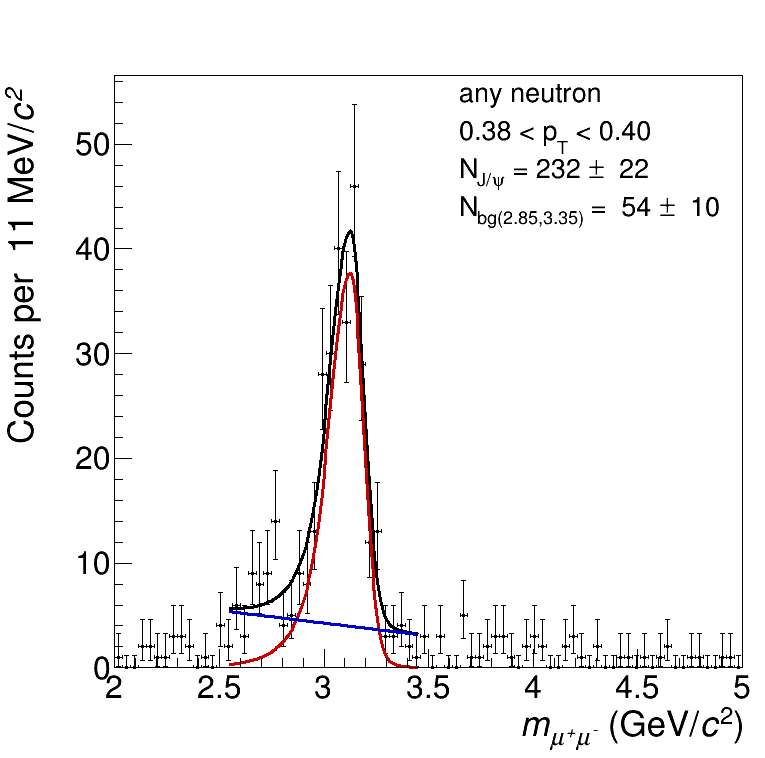 any neutron
0.38 < p_T < 0.40
N_J/ψ = 232 ± 22
N_bg(2.85,3.35) = 54 ± 10
Counts per 11 MeV/c²
50
40
30
20
10
0
2 2.5 3 3.5 4 4.5 5
m_μ⁺μ⁻ (GeV/c²)